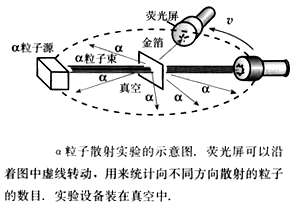 荧光屏
金箔
υ
α粒子源
α粒子束
α
α
α
真空
α
α
α
α粒子散射实验的示意图. 荧光屏可以沿
着图中虚线转动, 用来统计向不同方向散射的粒子
的数目. 实验设备装在真空中.